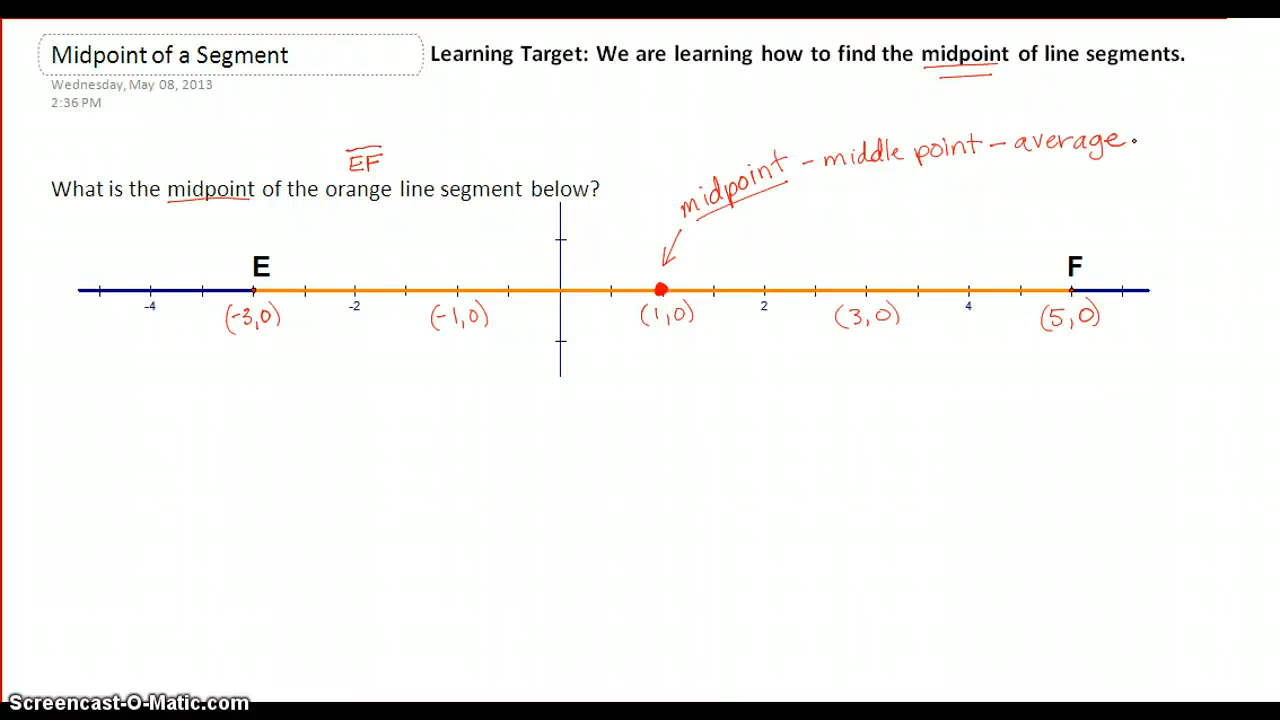 Midpoint of a Segment
Learning Target: We are learning how to find the midpoint of line segments.
Wednesday, May 08, 2013
2:36 PM
midpoint - middle point - average
EF
What is the midpoint of the orange line segment below?
E F
-4 -2 2 4
(-3,0) (-1,0) (1,0) (3,0) (5,0)
Screencast-O-Matic.com